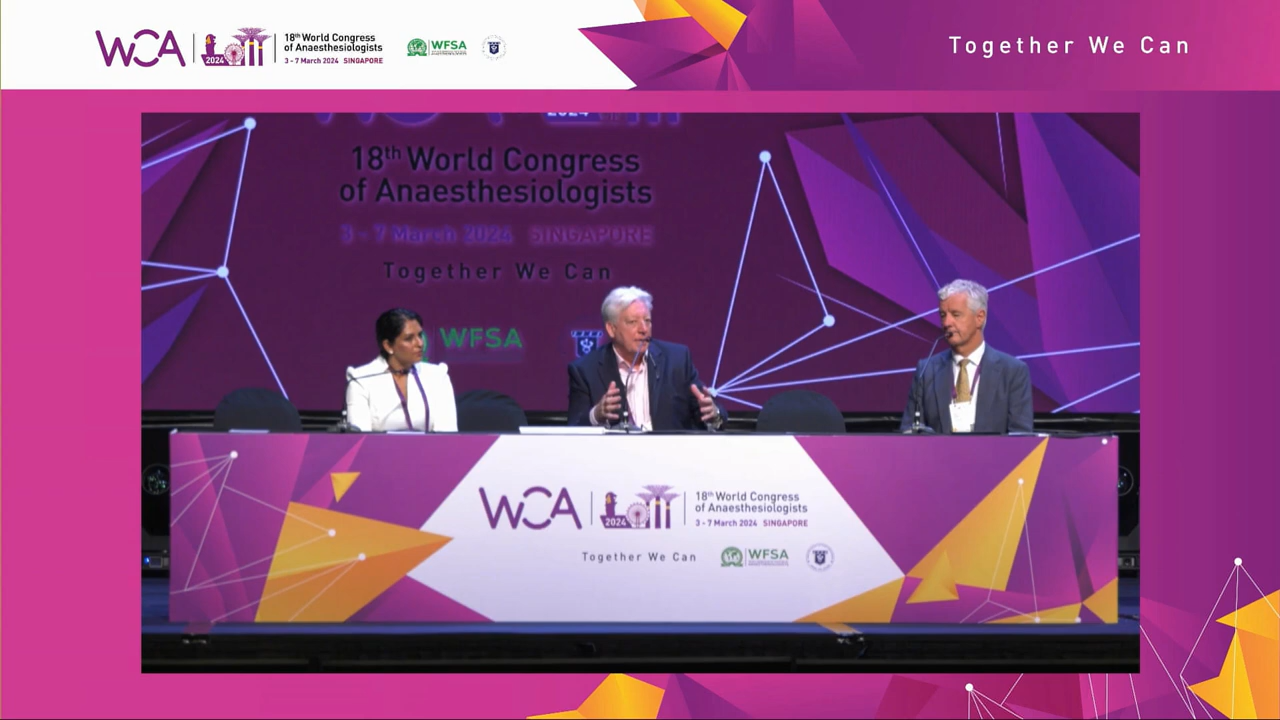 WCA
2024
18th World Congress
of Anaesthesiologists
3 - 7 March 2024 SINGAPORE
WFSA
Together We Can
2024
18th World Congress
of Anaesthesiologists
3 - 7 March 2024 SINGAPORE
Together We Can
WFSA
WCA
2024
18th World Congress
of Anaesthesiologists
3 - 7 March 2024 SINGAPORE
Together We Can
WFSA